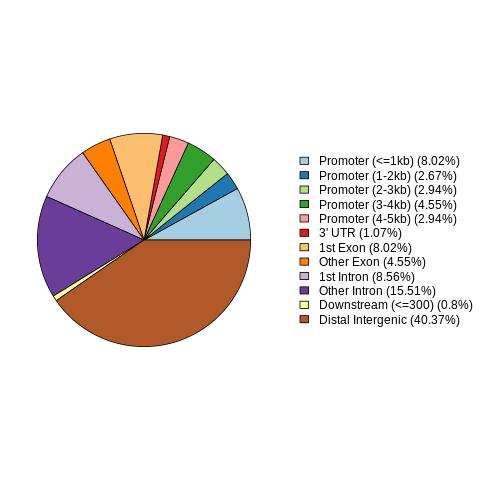 Promoter (<=1kb) (8.02%)
Promoter (1-2kb) (2.67%)
Promoter (2-3kb) (2.94%)
Promoter (3-4kb) (4.55%)
Promoter (4-5kb) (2.94%)
3' UTR (1.07%)
1st Exon (8.02%)
Other Exon (4.55%)
1st Intron (8.56%)
Other Intron (15.51%)
Downstream (<=300) (0.8%)
Distal Intergenic (40.37%)